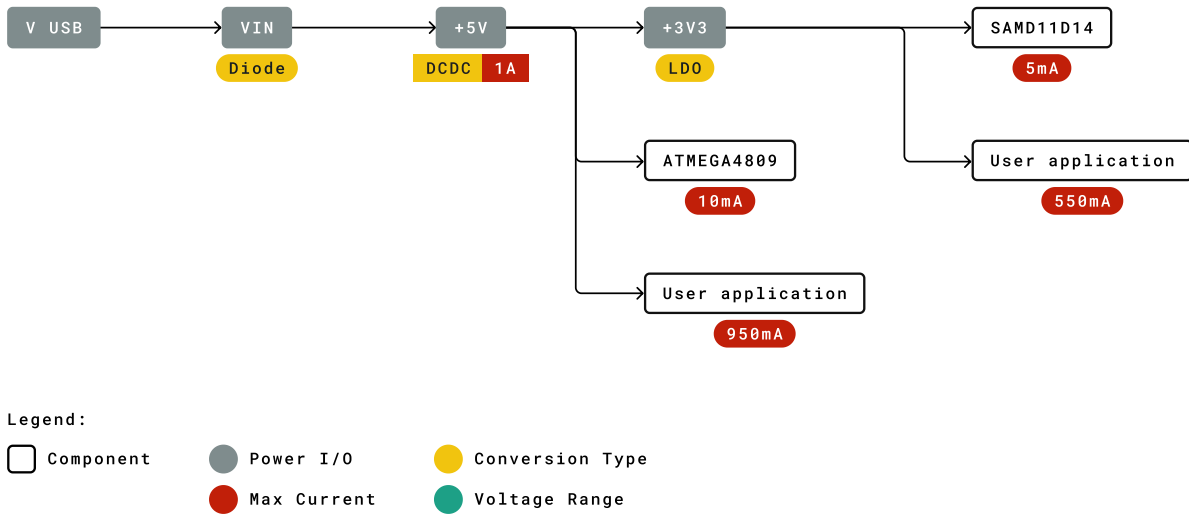 V USB
VIN
+5V
+3V3
SAMD11D14
Diode
DCDC 1A
LDO
5mA
ATMEGA4809
User application
10mA
550mA
User application
950mA
Legend:
Component
Power I/O
Conversion Type
Max Current
Voltage Range